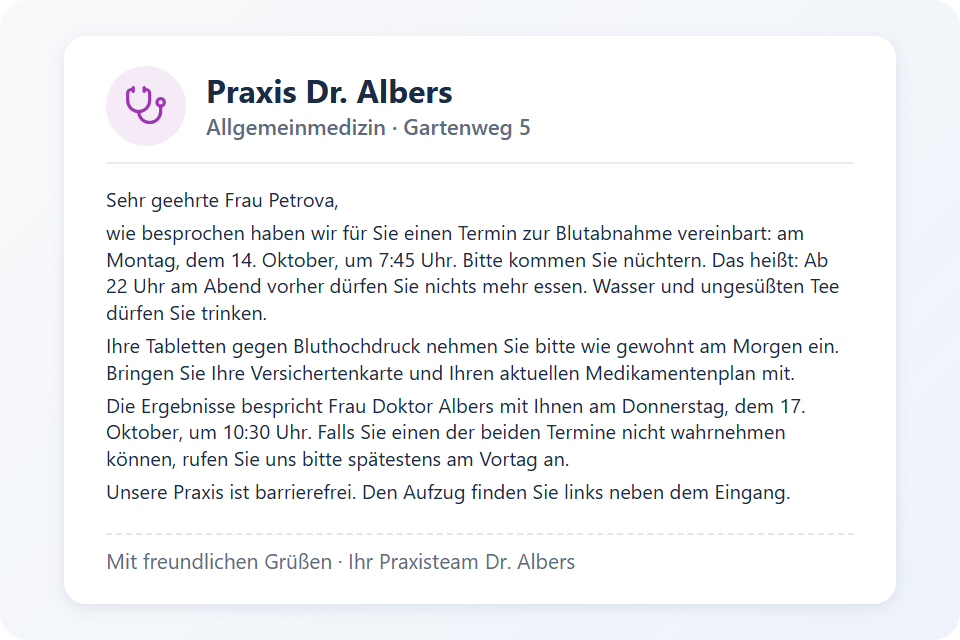 Praxis Dr. Albers
Allgemeinmedizin · Gartenweg 5
Sehr geehrte Frau Petrova,
wie besprochen haben wir für Sie einen Termin zur Blutabnahme vereinbart: am
Montag, dem 14. Oktober, um 7:45 Uhr. Bitte kommen Sie nüchtern. Das heißt: Ab
22 Uhr am Abend vorher dürfen Sie nichts mehr essen. Wasser und ungesüßten Tee
dürfen Sie trinken.
Ihre Tabletten gegen Bluthochdruck nehmen Sie bitte wie gewohnt am Morgen ein.
Bringen Sie Ihre Versichertenkarte und Ihren aktuellen Medikamentenplan mit.
Die Ergebnisse bespricht Frau Doktor Albers mit Ihnen am Donnerstag, dem 17.
Oktober, um 10:30 Uhr. Falls Sie einen der beiden Termine nicht wahrnehmen
können, rufen Sie uns bitte spätestens am Vortag an.
Unsere Praxis ist barrierefrei. Den Aufzug finden Sie links neben dem Eingang.
Mit freundlichen Grüßen · Ihr Praxisteam Dr. Albers